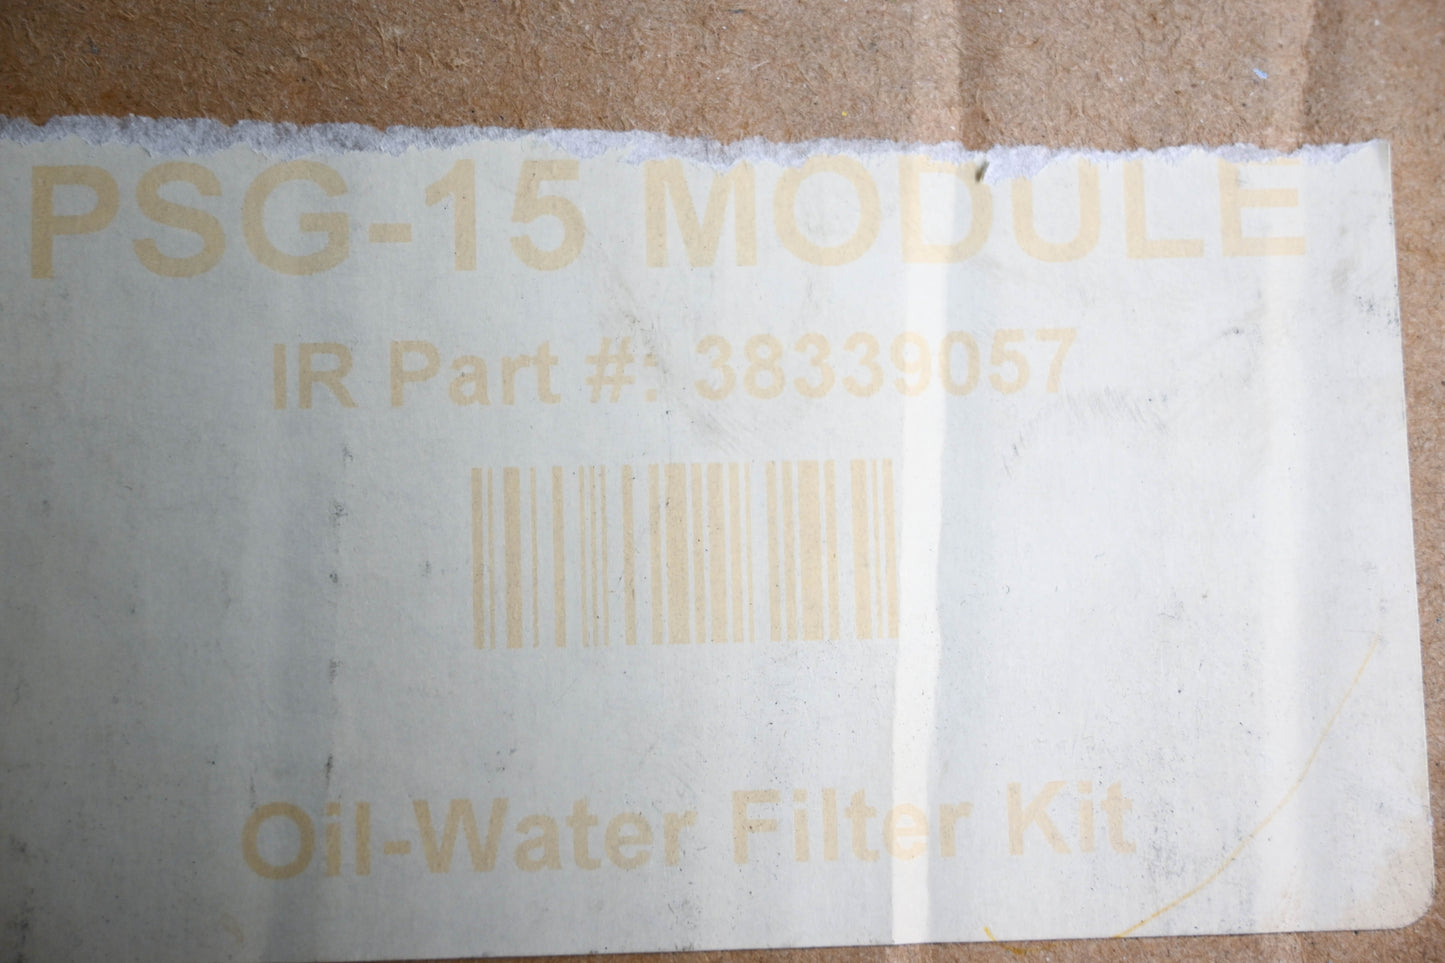 PSG-15 MODULE
IR Part #: 38339057
Oil-Water Filter Kit